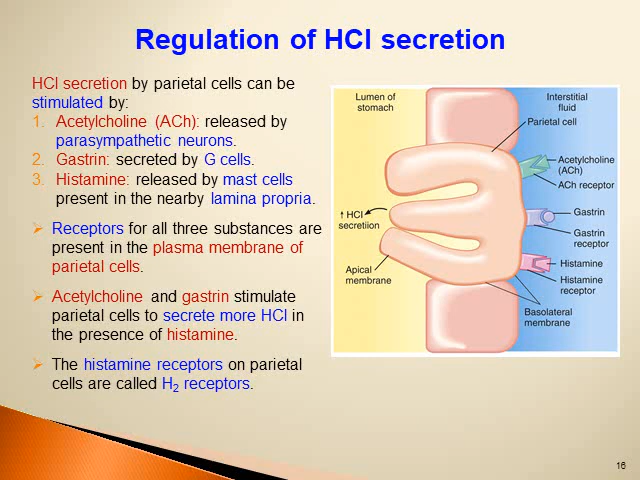 Regulation of HCl secretion
HCl secretion by parietal cells can be
stimulated by:
1. Acetylcholine (ACh): released by
parasympathetic neurons.
2. Gastrin: secreted by G cells.
3. Histamine: released by mast cells
present in the nearby lamina propria.
➢ Receptors for all three substances are
present in the plasma membrane of
parietal cells.
➢ Acetylcholine and gastrin stimulate
parietal cells to secrete more HCl in
the presence of histamine.
➢ The histamine receptors on parietal
cells are called H₂ receptors.
Lumen of
stomach
Interstitial
fluid
Parietal cell
Acetylcholine
(ACh)
ACh receptor
↑ HCl
secretiion
Gastrin
Gastrin
receptor
Histamine
Histamine
receptor
Apical
membrane
Basolateral
membrane
16